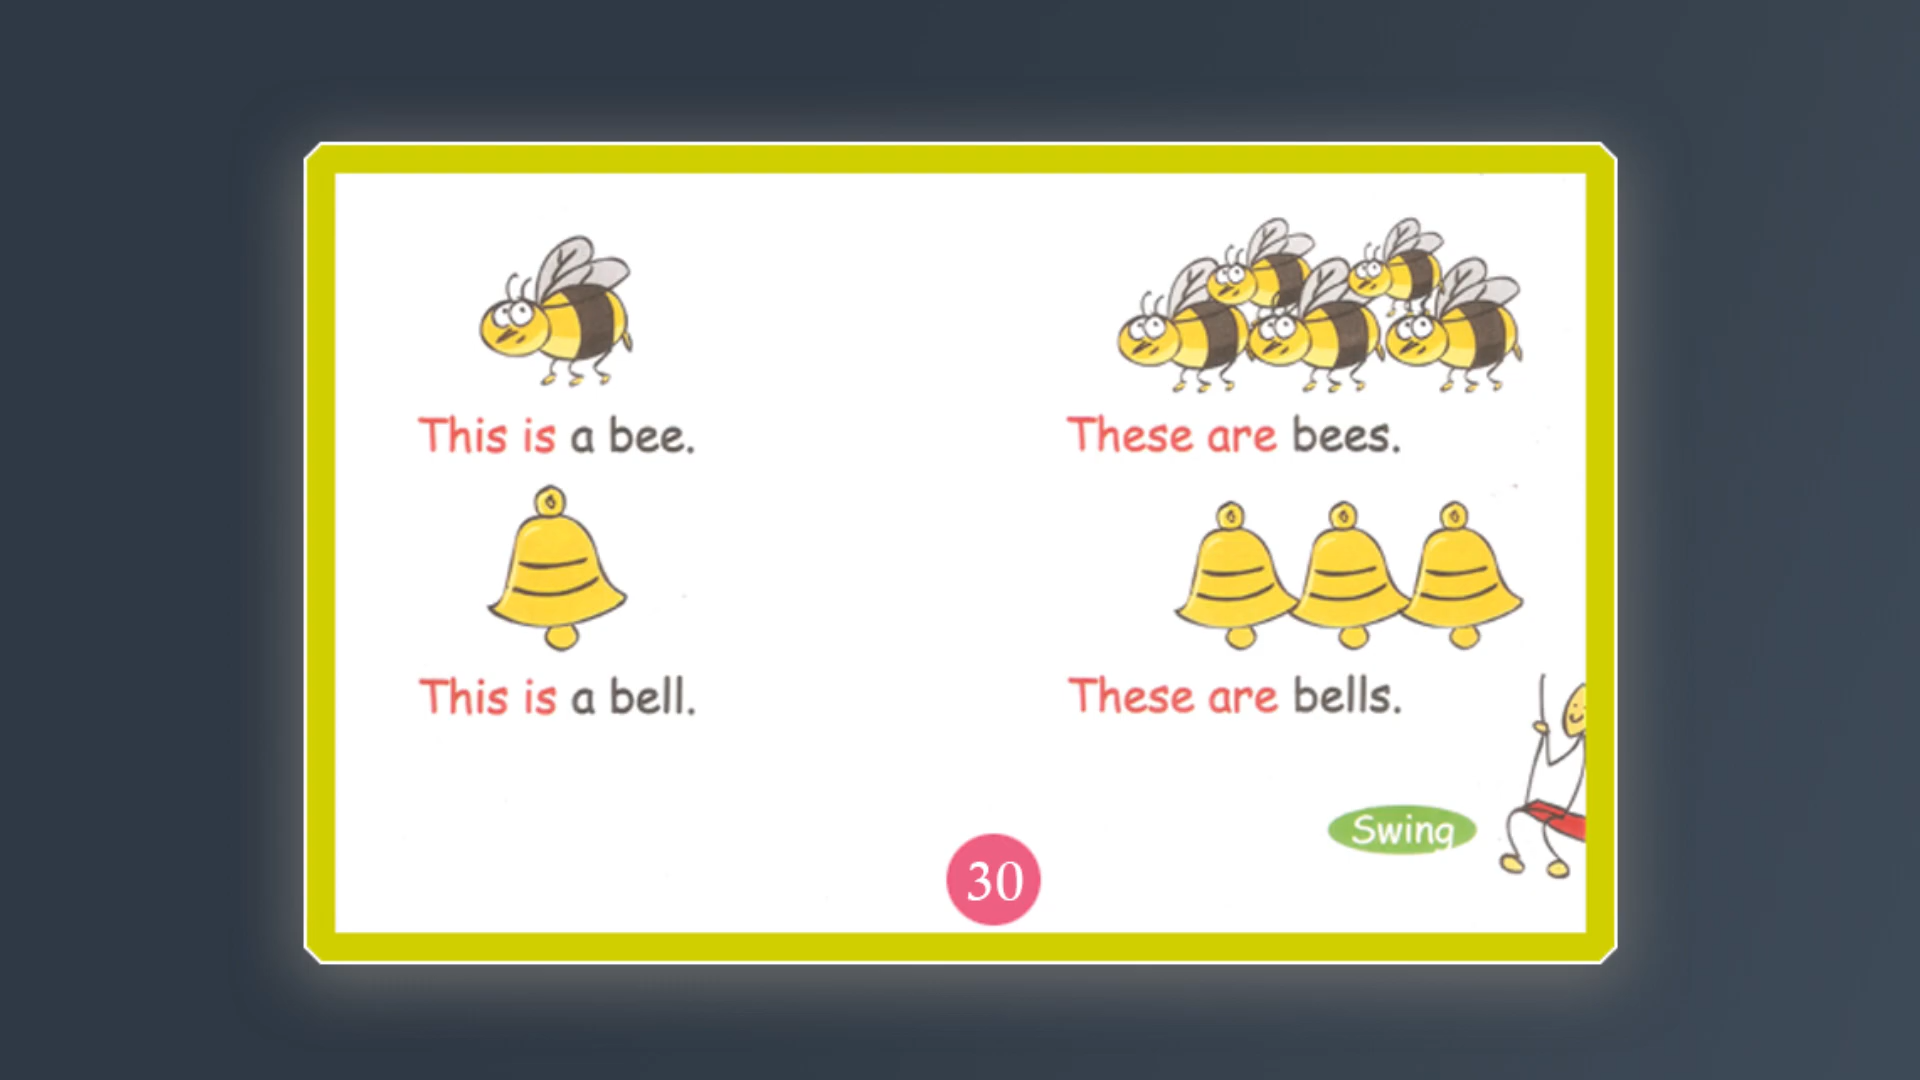 This is a bee.
These are bees.
This is a bell.
These are bells.
Swing
30